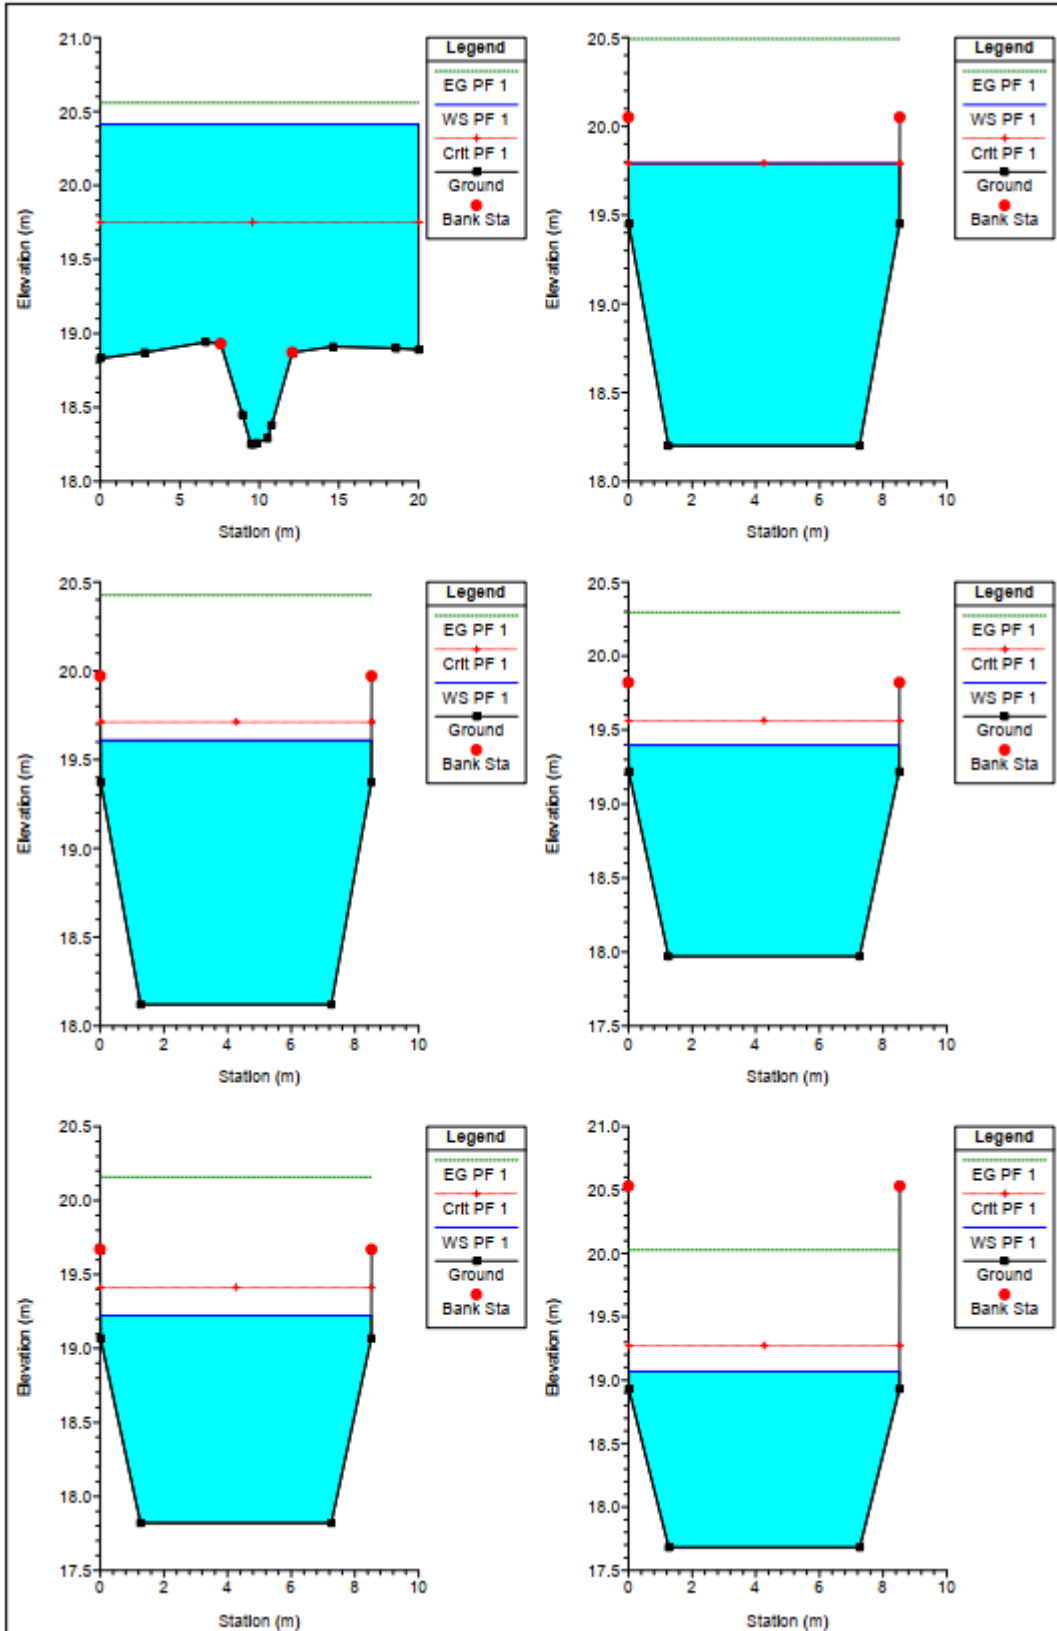 21.0
20.5
20.0
19.5
19.0
18.5
18.0
0
5
10
15
20
Elevation (m)
Station (m)
Legend
EG PF 1
WS PF 1
Crit PF 1
Ground
Bank Sta
20.5
20.0
19.5
19.0
18.5
18.0
0
2
4
6
8
10
Elevation (m)
Station (m)
Legend
EG PF 1
WS PF 1
Crit PF 1
Ground
Bank Sta
20.5
20.0
19.5
19.0
18.5
18.0
0
2
4
6
8
10
Elevation (m)
Station (m)
Legend
EG PF 1
Crit PF 1
WS PF 1
Ground
Bank Sta
20.5
20.0
19.5
19.0
18.5
18.0
17.5
0
2
4
6
8
10
Elevation (m)
Station (m)
Legend
EG PF 1
Crit PF 1
WS PF 1
Ground
Bank Sta
20.5
20.0
19.5
19.0
18.5
18.0
17.5
0
2
4
6
8
10
Elevation (m)
Station (m)
Legend
EG PF 1
Crit PF 1
WS PF 1
Ground
Bank Sta
21.0
20.5
20.0
19.5
19.0
18.5
18.0
17.5
0
2
4
6
8
10
Elevation (m)
Station (m)
Legend
EG PF 1
Crit PF 1
WS PF 1
Ground
Bank Sta